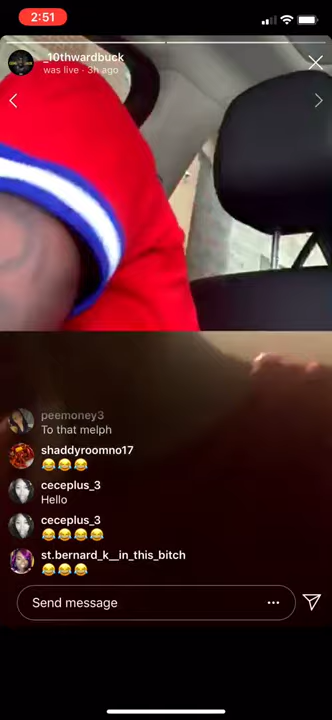 2:51
_10thwardbuck
was live · 3h ago
peemoney3
To that melph
shaddyroomno17
😂😂😂
ceceplus_3
Hello
ceceplus_3
😂😂😂😂
st.bernard_k__in_this_bitch
😂😂😂
Send message